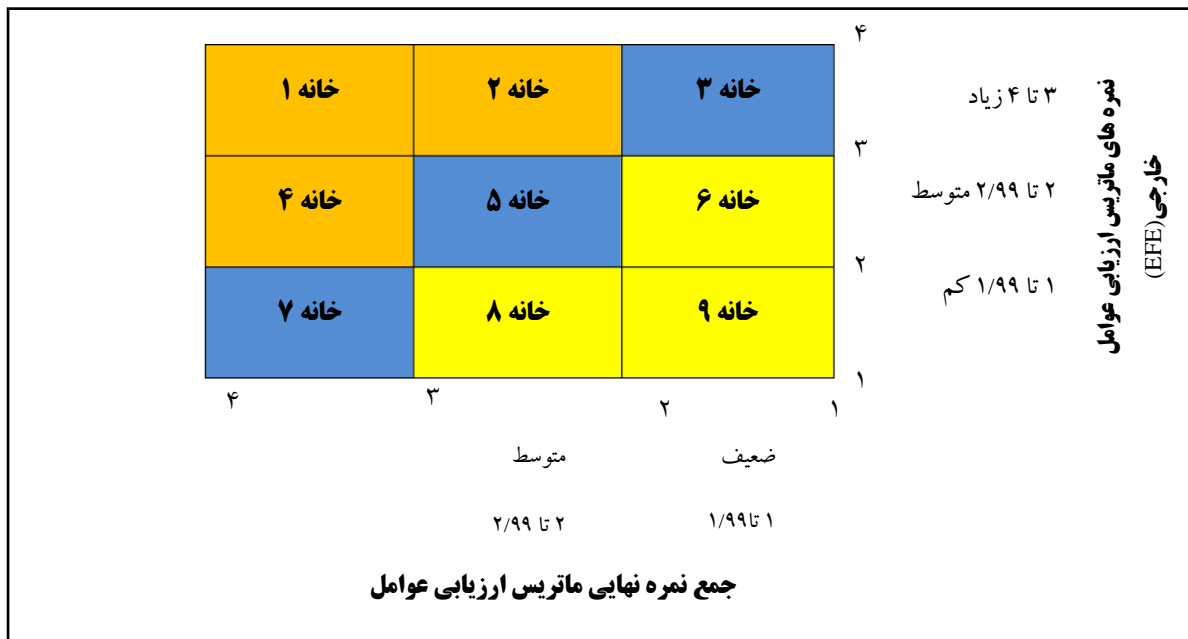 ۴
خانه ۱ خانه ۲ خانه ۳
۳ تا ۴ زیاد
۳
خانه ۴ خانه ۵ خانه ۶
۲ تا ۲/۹۹ متوسط
۲
خانه ۷ خانه ۸ خانه ۹
۱ تا ۱/۹۹ کم
۱
نمره های ماتریس ارزیابی عوامل
خارجی(EFE)
۴ ۳ ۲ ۱
ضعیف
متوسط
۱ تا۱/۹۹
۲ تا ۲/۹۹
جمع نمره نهایی ماتریس ارزیابی عوامل